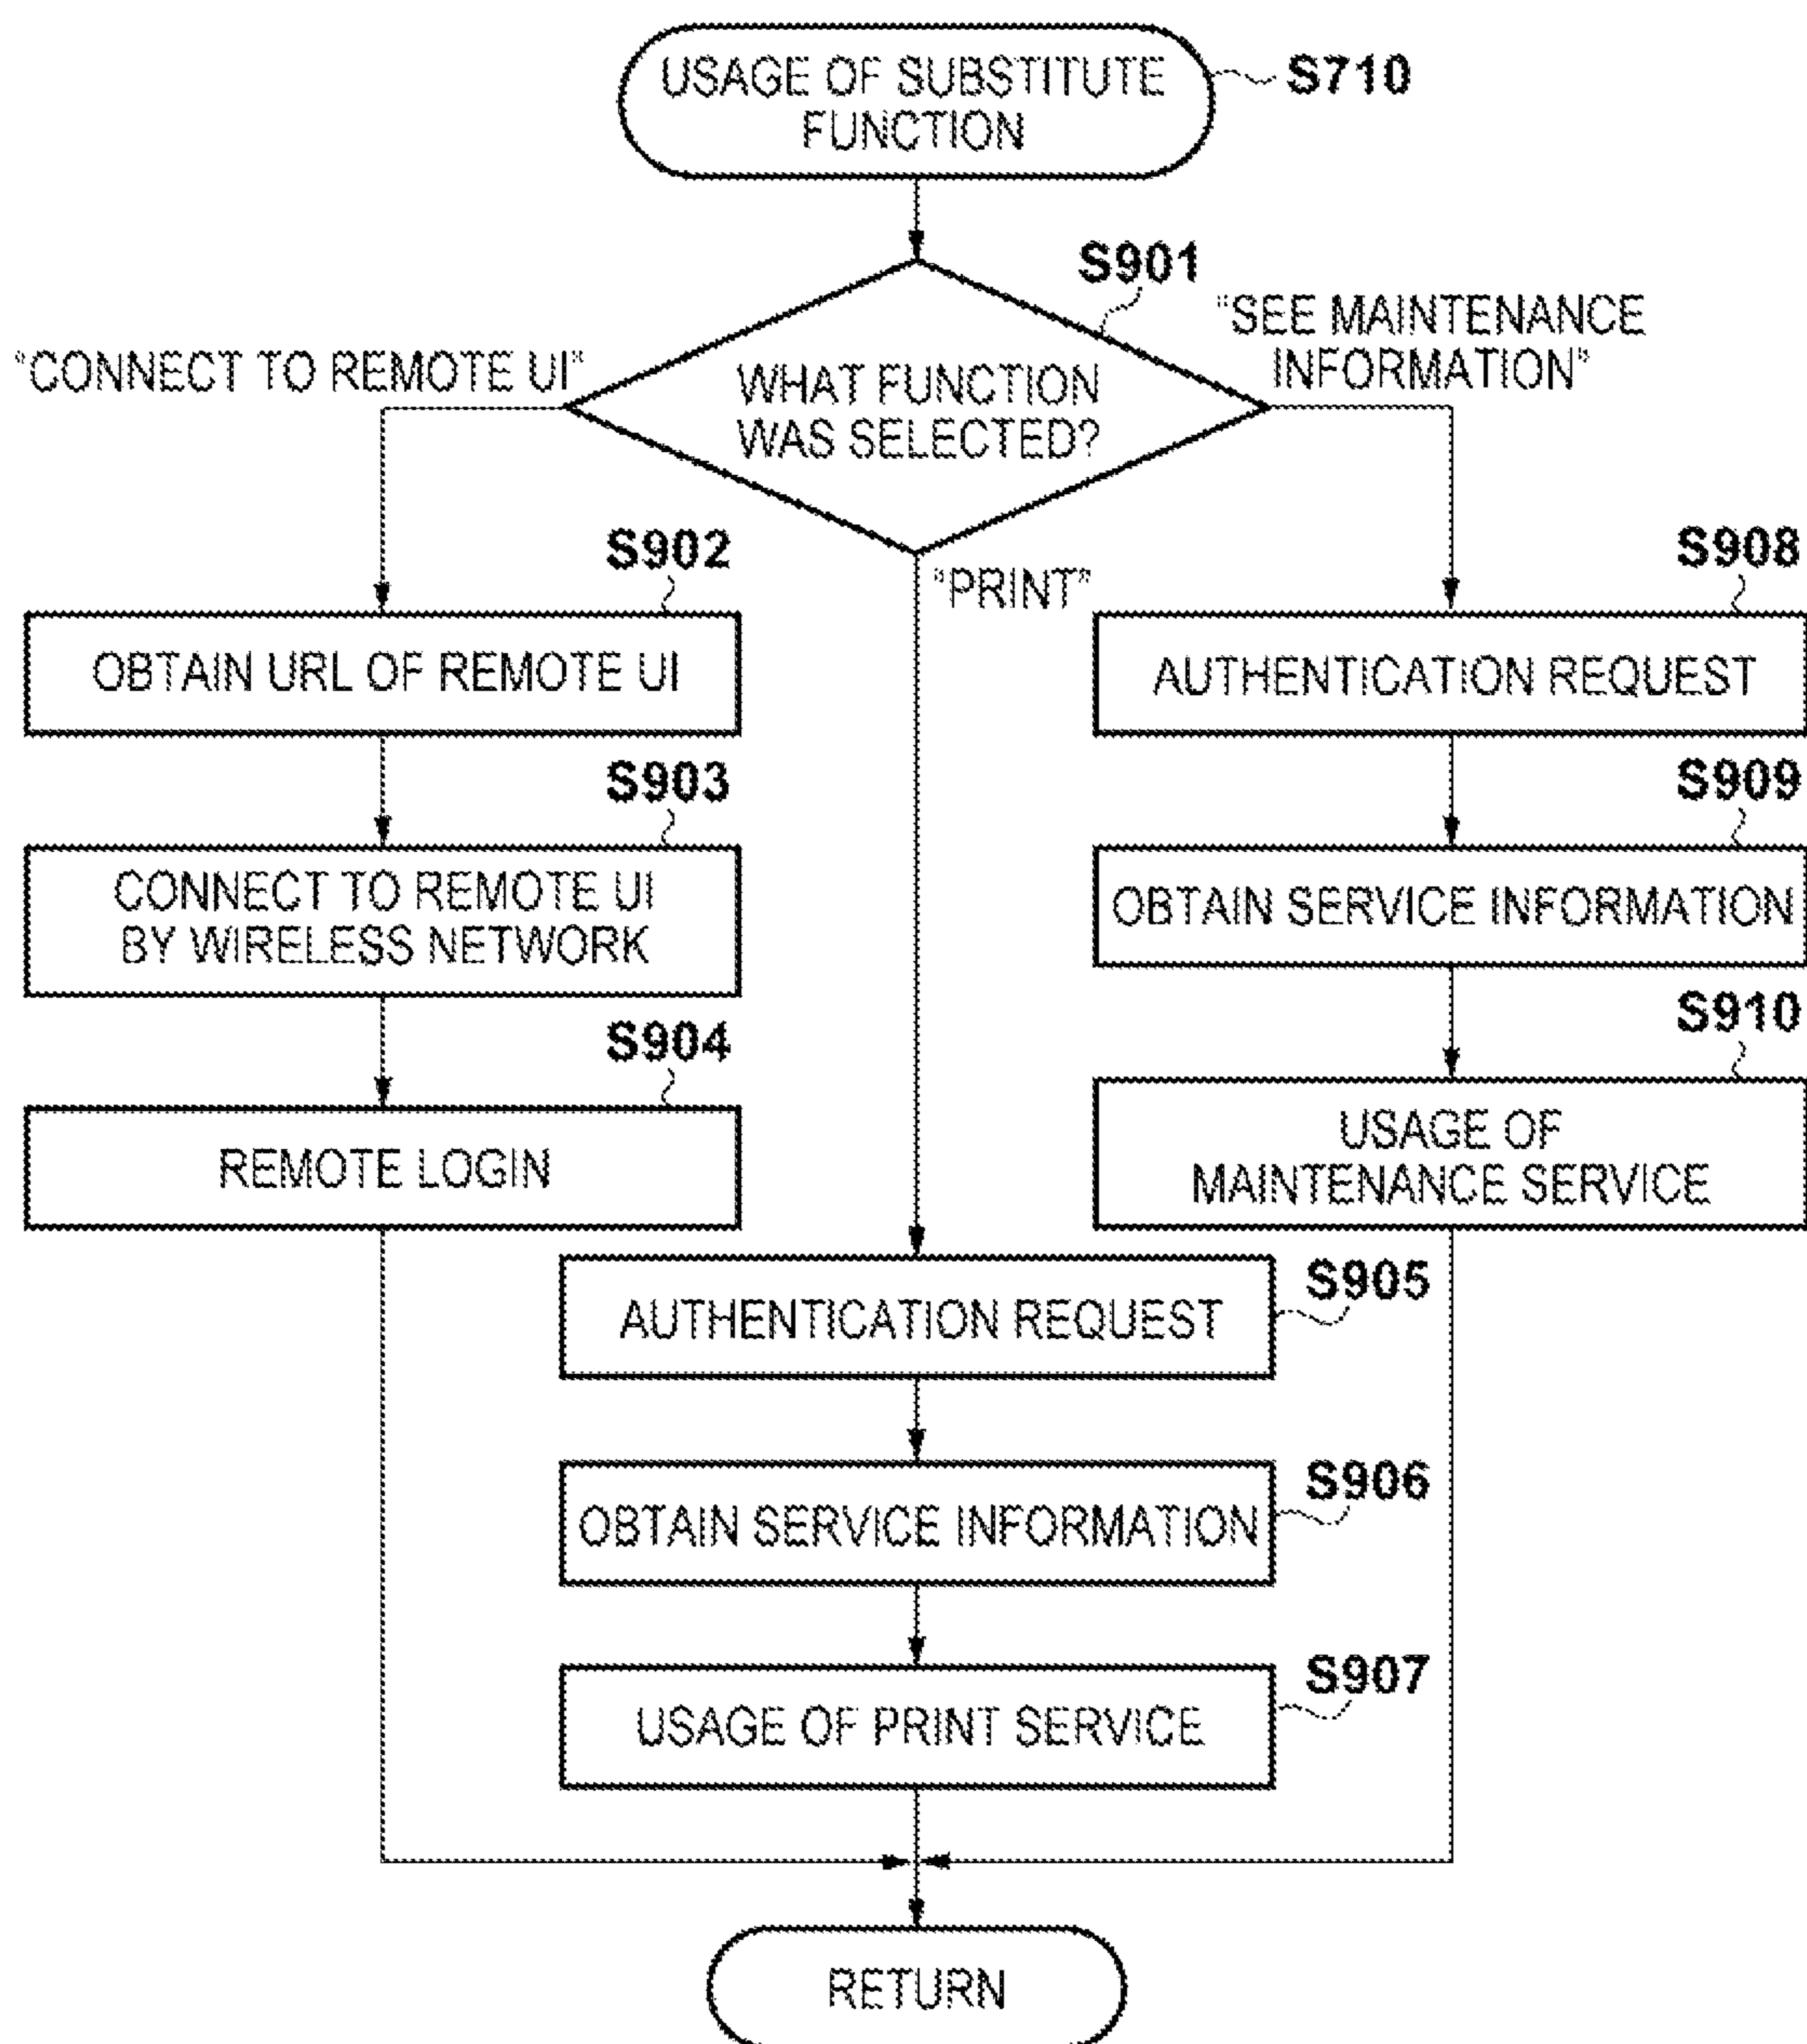 USAGE OF SUBSTITUTE
FUNCTION
S710
S901
"SEE MAINTENANCE
INFORMATION"
"CONNECT TO REMOTE UI"
WHAT FUNCTION
WAS SELECTED?
"PRINT"
S902
OBTAIN URL OF REMOTE UI
S903
CONNECT TO REMOTE UI
BY WIRELESS NETWORK
S904
REMOTE LOGIN
S908
AUTHENTICATION REQUEST
S909
OBTAIN SERVICE INFORMATION
S910
USAGE OF
MAINTENANCE SERVICE
S905
AUTHENTICATION REQUEST
S906
OBTAIN SERVICE INFORMATION
S907
USAGE OF PRINT SERVICE
RETURN